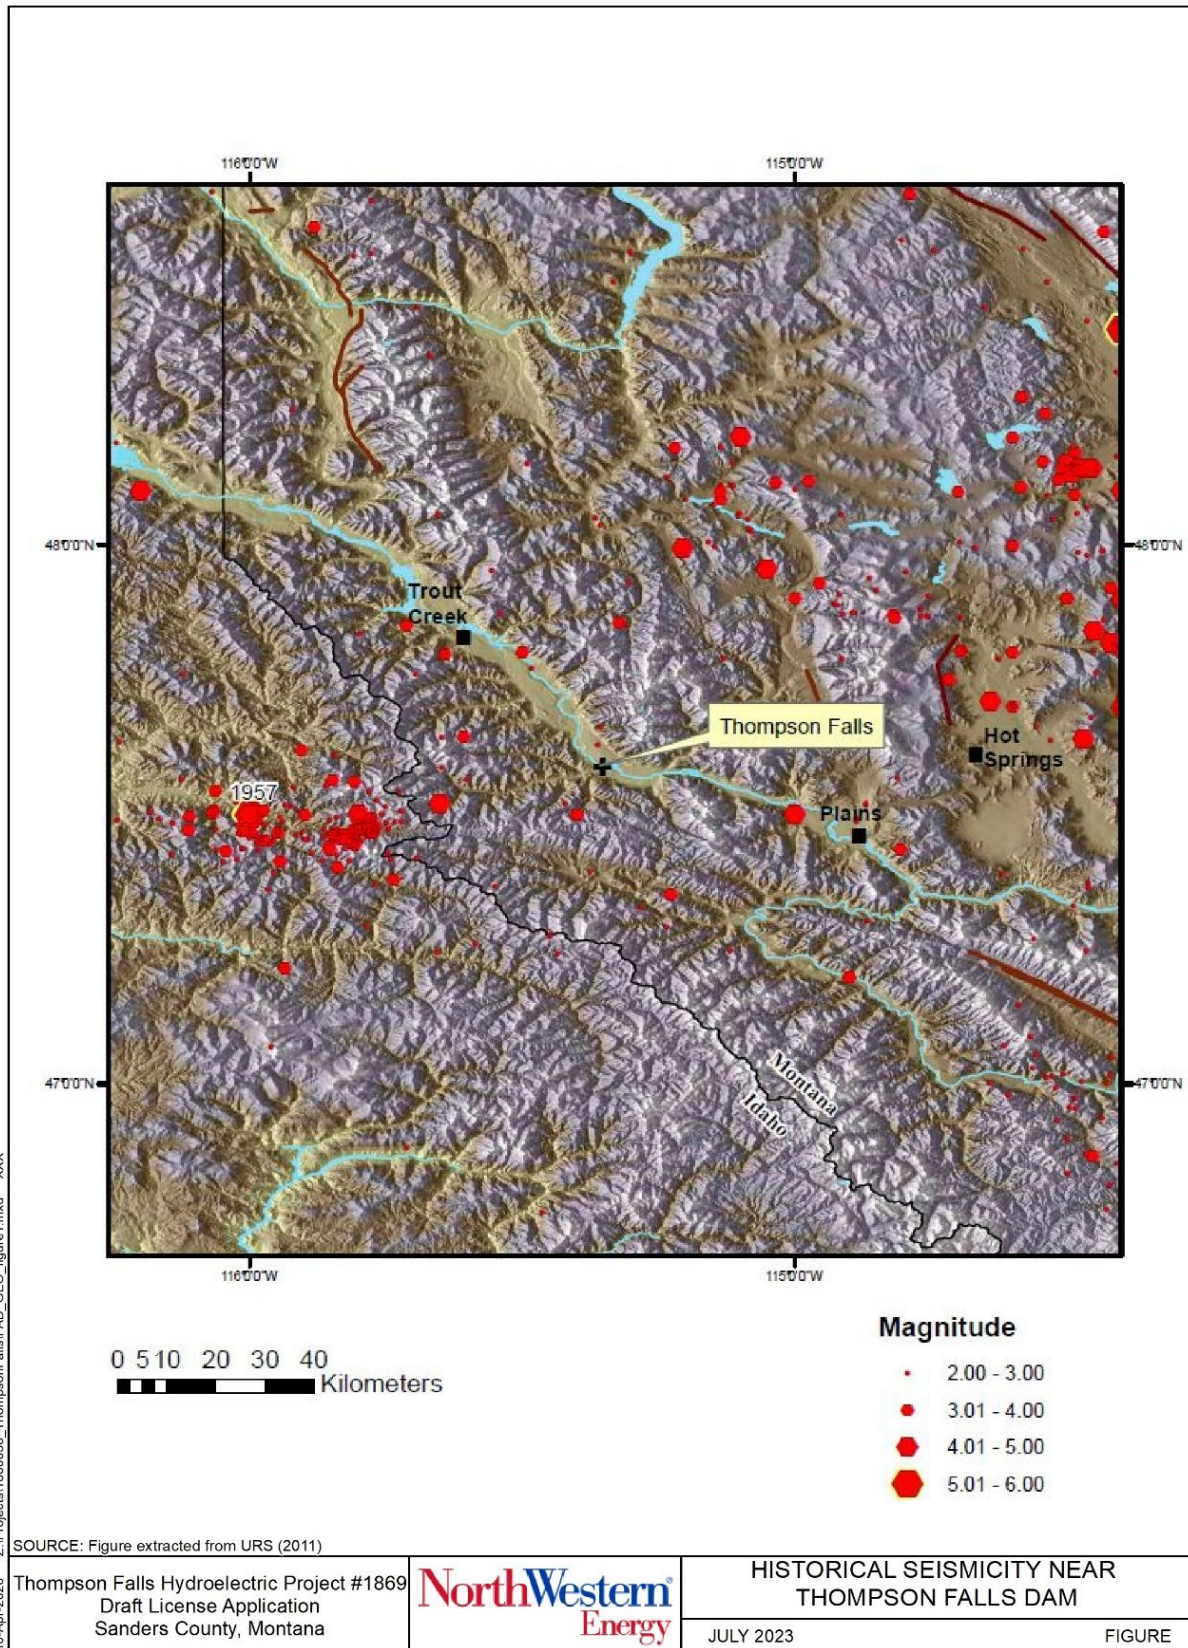 116°0'0"W
115°0'0"W
48°0'0"N
48°0'0"N
Trout
Creek
Thompson Falls
Hot
Springs
1957
Plains
47°0'0"N
47°0'0"N
Montana
Idaho
116°0'0"W
115°0'0"W
0 5 10 20 30 40
Kilometers
Magnitude
2.00 - 3.00
3.01 - 4.00
4.01 - 5.00
5.01 - 6.00
SOURCE: Figure extracted from URS (2011)
Thompson Falls Hydroelectric Project #1869
Draft License Application
Sanders County, Montana
NorthWestern
Energy
HISTORICAL SEISMICITY NEAR
THOMPSON FALLS DAM
JULY 2023
FIGURE